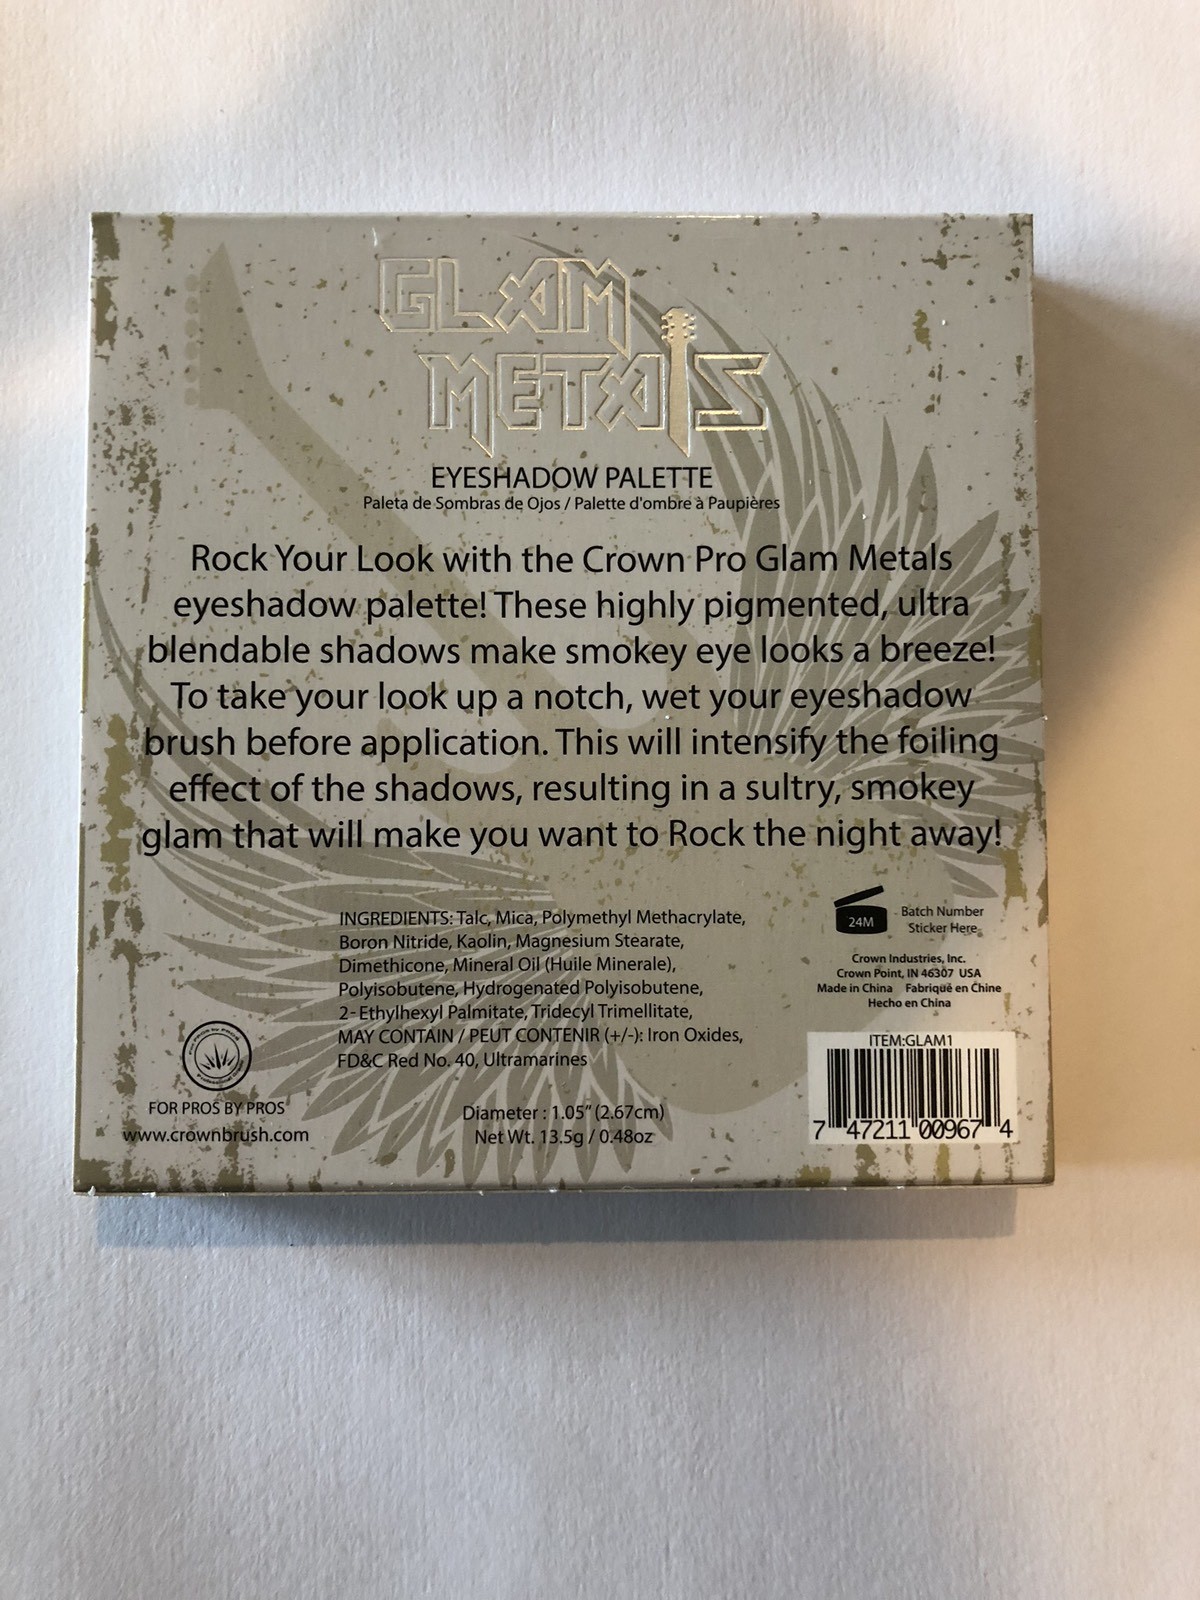 GLAM
METALS
EYESHADOW PALETTE
Paleta de Sombras de Ojos / Palette d'ombre à Paupières
Rock Your Look with the Crown Pro Glam Metals
eyeshadow palette! These highly pigmented, ultra
blendable shadows make smokey eye looks a breeze!
To take your look up a notch, wet your eyeshadow
brush before application. This will intensify the foiling
effect of the shadows, resulting in a sultry, smokey
glam that will make you want to Rock the night away!
INGREDIENTS: Talc, Mica, Polymethyl Methacrylate,
Boron Nitride, Kaolin, Magnesium Stearate,
Dimethicone, Mineral Oil (Huile Minerale),
Polyisobutene, Hydrogenated Polyisobutene,
2-Ethylhexyl Palmitate, Tridecyl Trimellitate,
MAY CONTAIN / PEUT CONTENIR (+/-): Iron Oxides,
FD&C Red No. 40, Ultramarines
Diameter : 1.05" (2.67cm)
Net Wt. 13.5g / 0.48oz
FOR PROS BY PROS
www.crownbrush.com
24M
Batch Number
Sticker Here
Crown Industries, Inc.
Crown Point, IN 46307 USA
Made in China Fabriqué en Chine
Hecho en China
ITEM:GLAM1
7 47211 00967 4